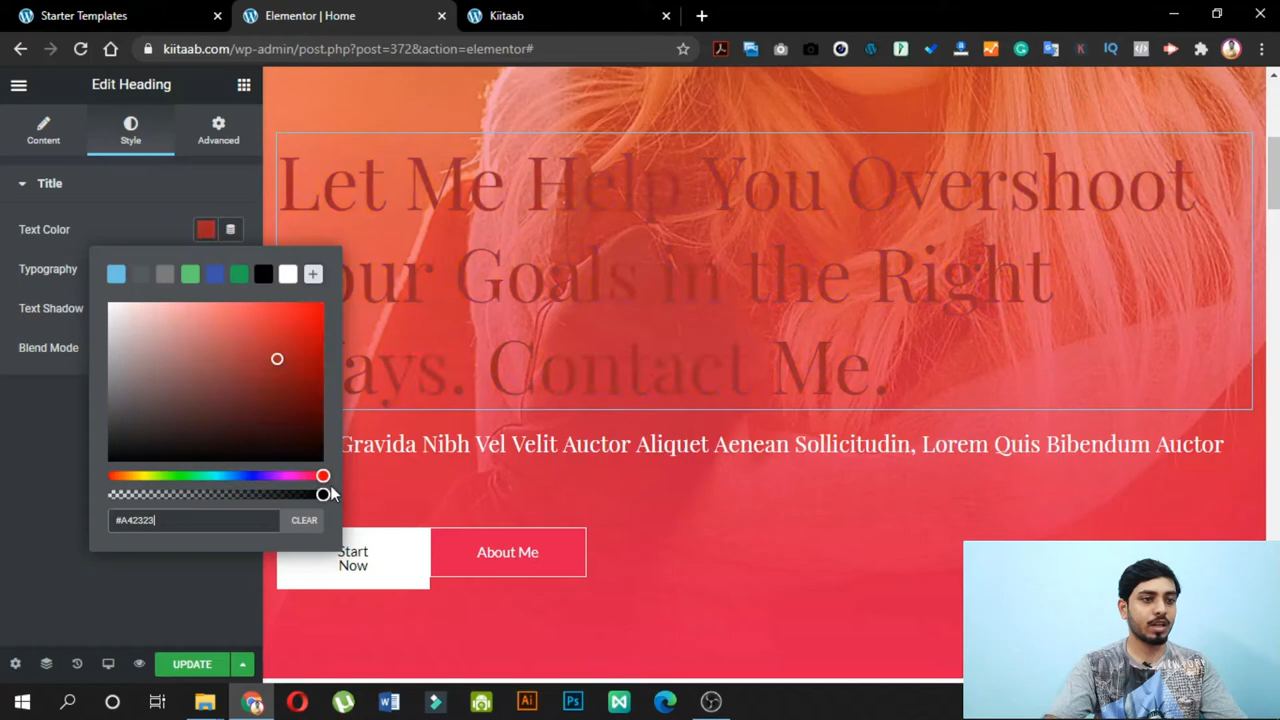 Starter Templates
Elementor | Home
Kiitaab
kiitaab.com/wp-admin/post.php?post=372&action=elementor#
Edit Heading
Content
Style
Advanced
Title
Text Color
Typography
Text Shadow
Blend Mode
#A42323
CLEAR
UPDATE
Let Me Help You Overshoot
our Goals in the Right
ays. Contact Me.
Gravida Nibh Vel Velit Auctor Aliquet Aenean Sollicitudin, Lorem Quis Bibendum Auctor
Start
Now
About Me